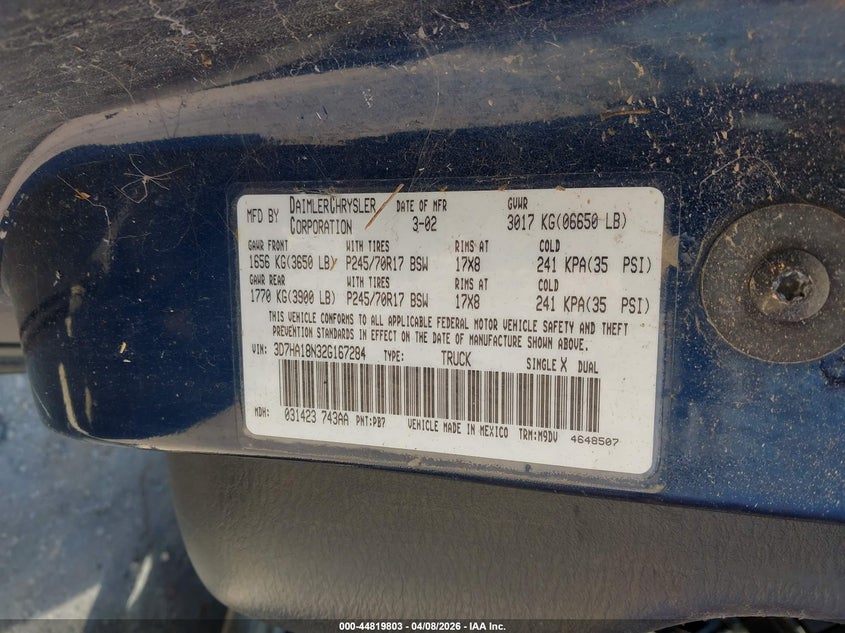 MFD BY DAIMLERCHRYSLER CORPORATION DATE OF MFR 3-02 GVWR 3017 KG(06650 LB)
GAWR FRONT WITH TIRES RIMS AT COLD
1656 KG(3650 LB) P245/70R17 BSW 17X8 241 KPA(35 PSI)
GAWR REAR WITH TIRES RIMS AT COLD
1770 KG(3900 LB) P245/70R17 BSW 17X8 241 KPA(35 PSI)
THIS VEHICLE CONFORMS TO ALL APPLICABLE FEDERAL MOTOR VEHICLE SAFETY AND THEFT
PREVENTION STANDARDS IN EFFECT ON THE DATE OF MANUFACTURE SHOWN ABOVE.
VIN: 3D7HA18N32G167284 TYPE: TRUCK SINGLE X DUAL
MDH: 031423 743AA PNT:PB7 VEHICLE MADE IN MEXICO TRM:M9DV 4648507
000-44819803 - 04/08/2026 - IAA Inc.